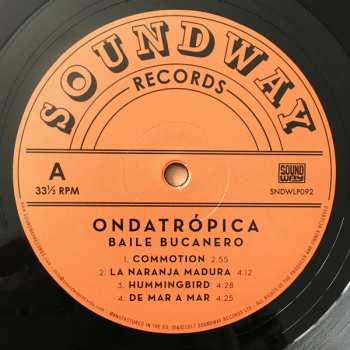 SOUNDWAY
RECORDS
A
33⅓ RPM
SOUND
WAY
SNDWLP092
ONDATRÓPICA
BAILE BUCANERO
1. COMMOTION 2:55
2. LA NARANJA MADURA 4:12
3. HUMMINGBIRD 4:28
4. DE MAR A MAR 4:25